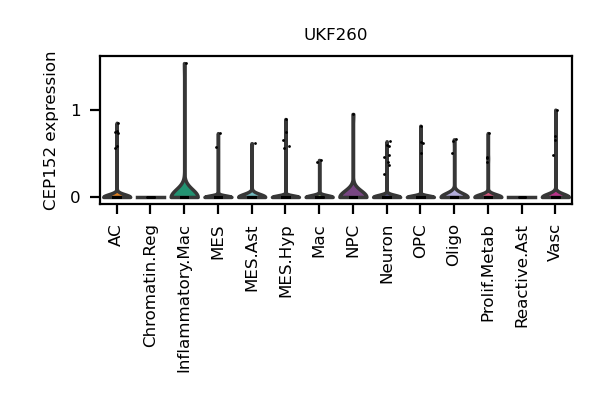 UKF260
CEP152 expression
1
0
AC
Chromatin.Reg
Inflammatory.Mac
MES
MES.Ast
MES.Hyp
Mac
NPC
Neuron
OPC
Oligo
Prolif.Metab
Reactive.Ast
Vasc